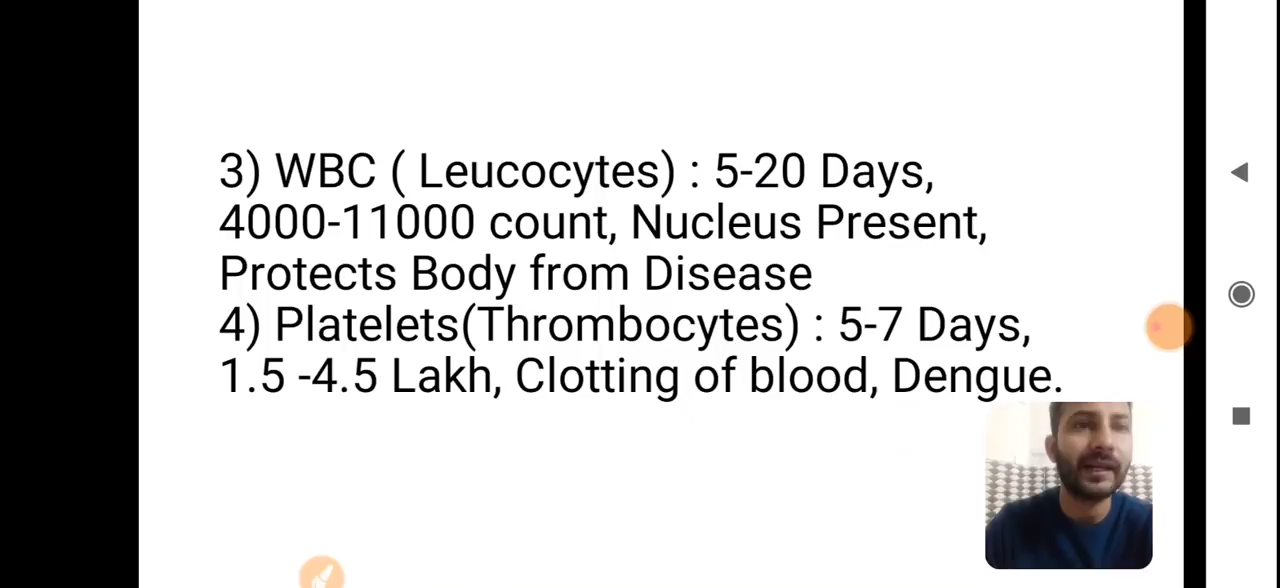 3) WBC ( Leucocytes) : 5-20 Days,
4000-11000 count, Nucleus Present,
Protects Body from Disease
4) Platelets(Thrombocytes) : 5-7 Days,
1.5 -4.5 Lakh, Clotting of blood, Dengue.